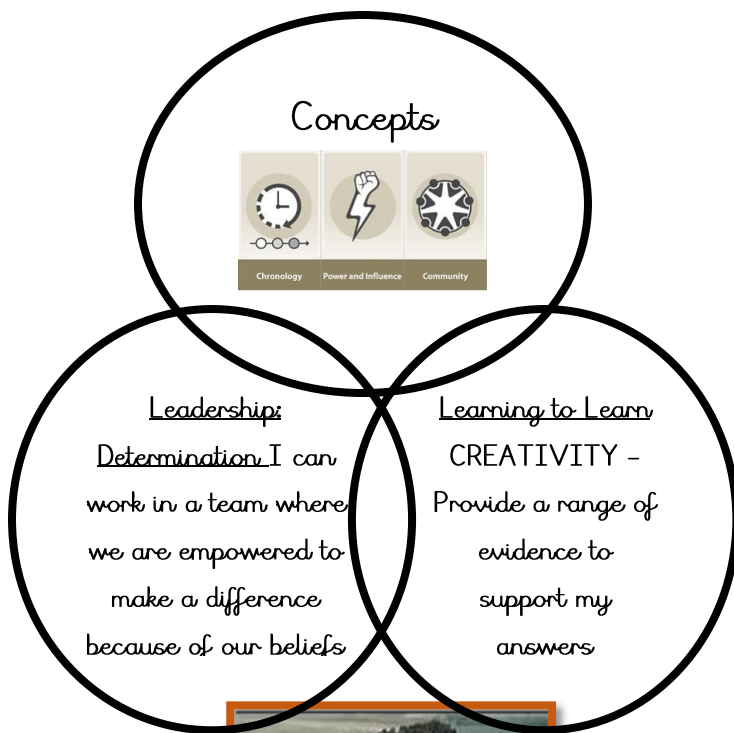 Concepts
Chronology
Power and Influence
Community
Leadership:
Determination I can
work in a team where
we are empowered to
make a difference
because of our beliefs
Learning to Learn
CREATIVITY –
Provide a range of
evidence to
support my
answers